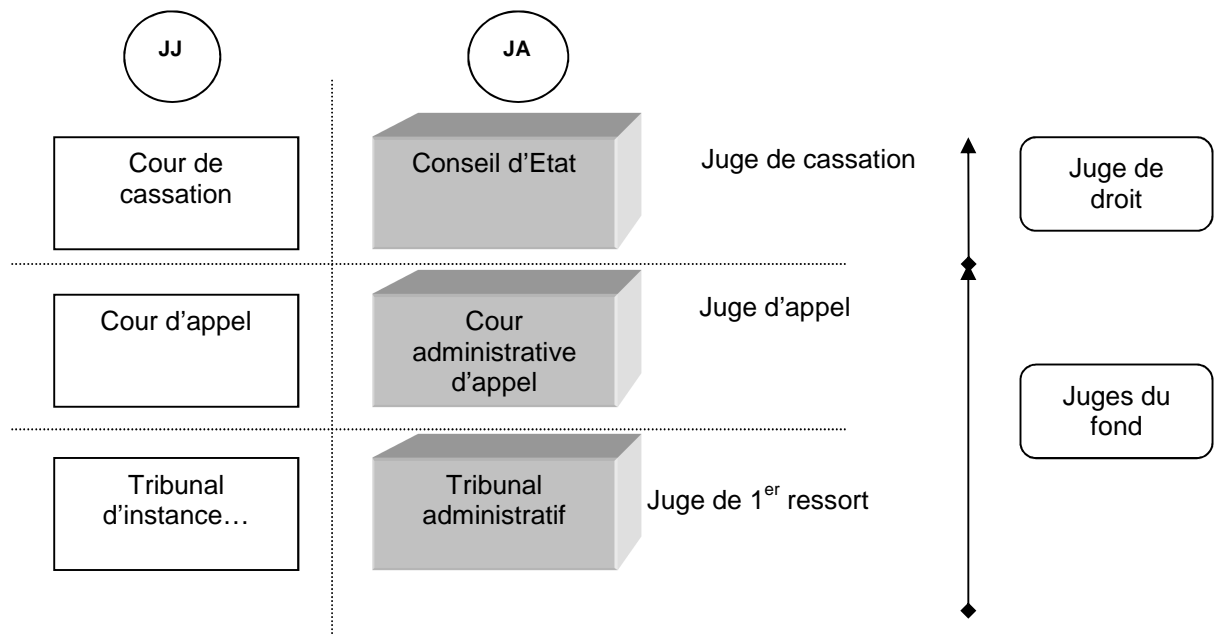 JJ
JA
Cour de
cassation
Conseil d’Etat
Juge de cassation
Juge de
droit
Cour d’appel
Cour
administrative
d’appel
Juge d’appel
Juges du
fond
Tribunal
d’instance…
Tribunal
administratif
Juge de 1er ressort